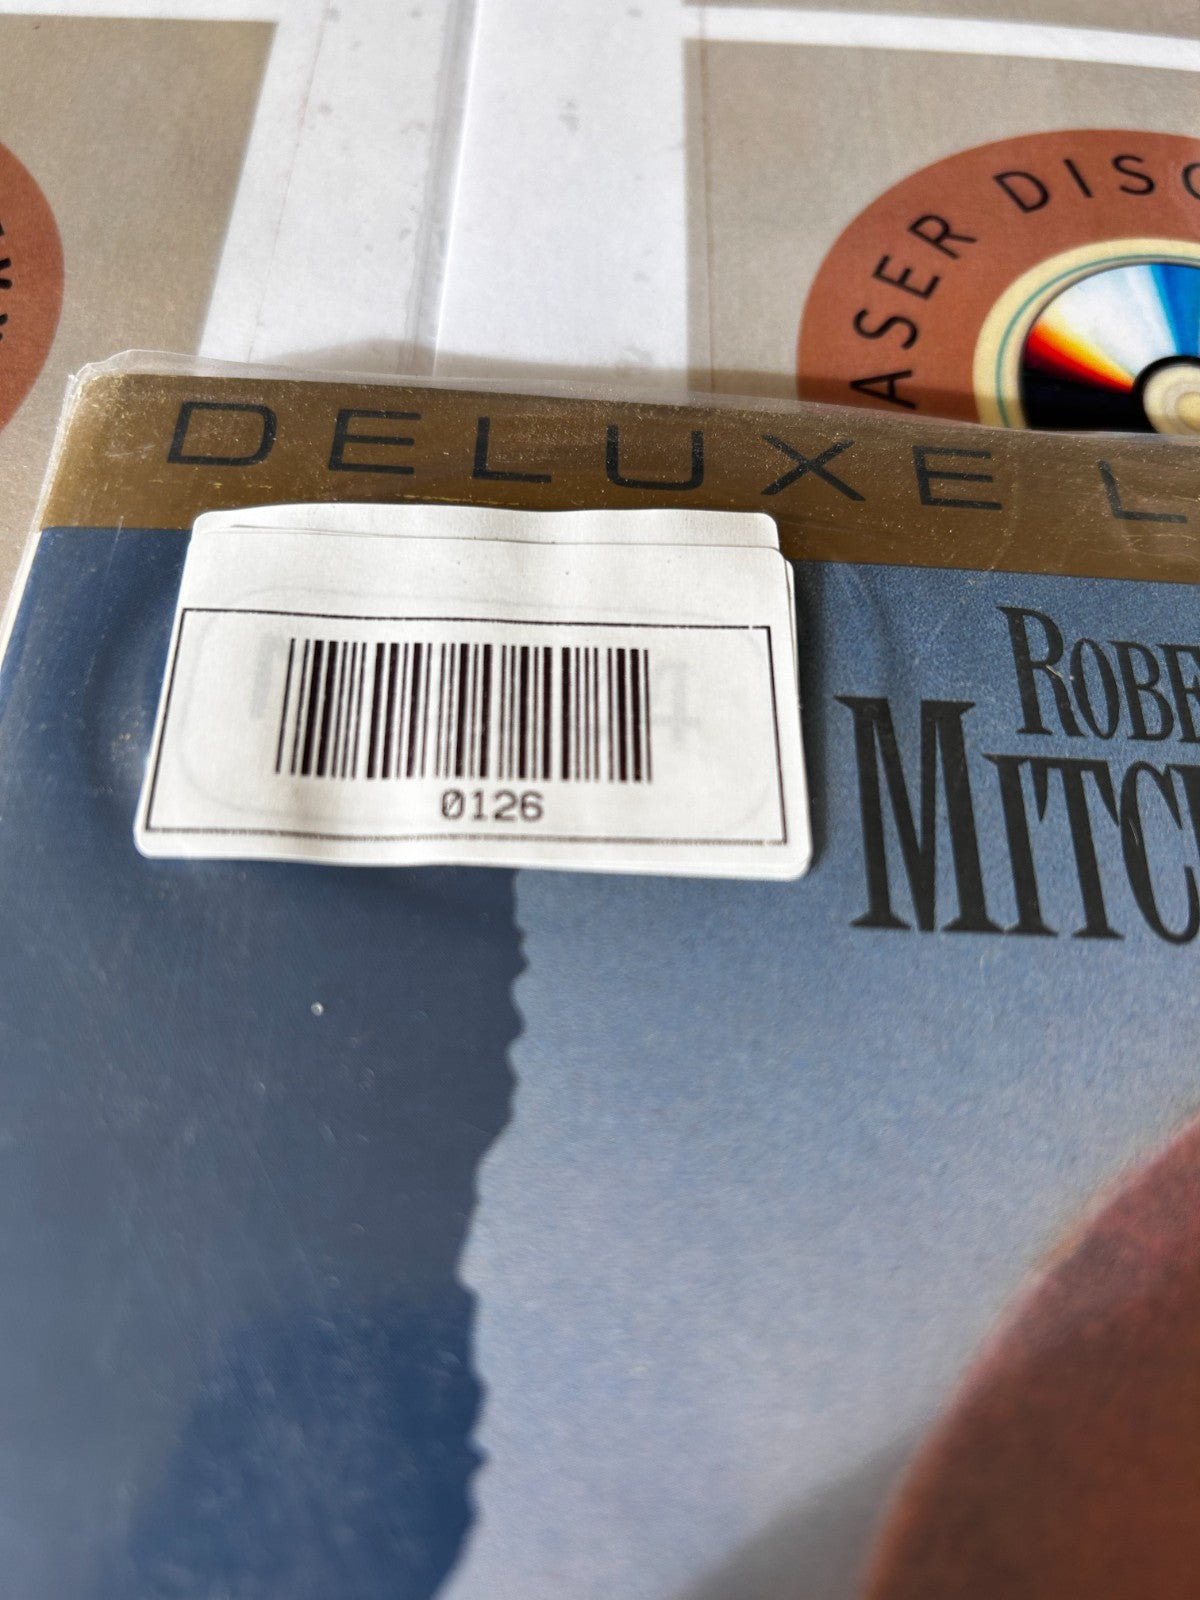 ASER DISC
DELUXE L
0126
ROBE
MITC